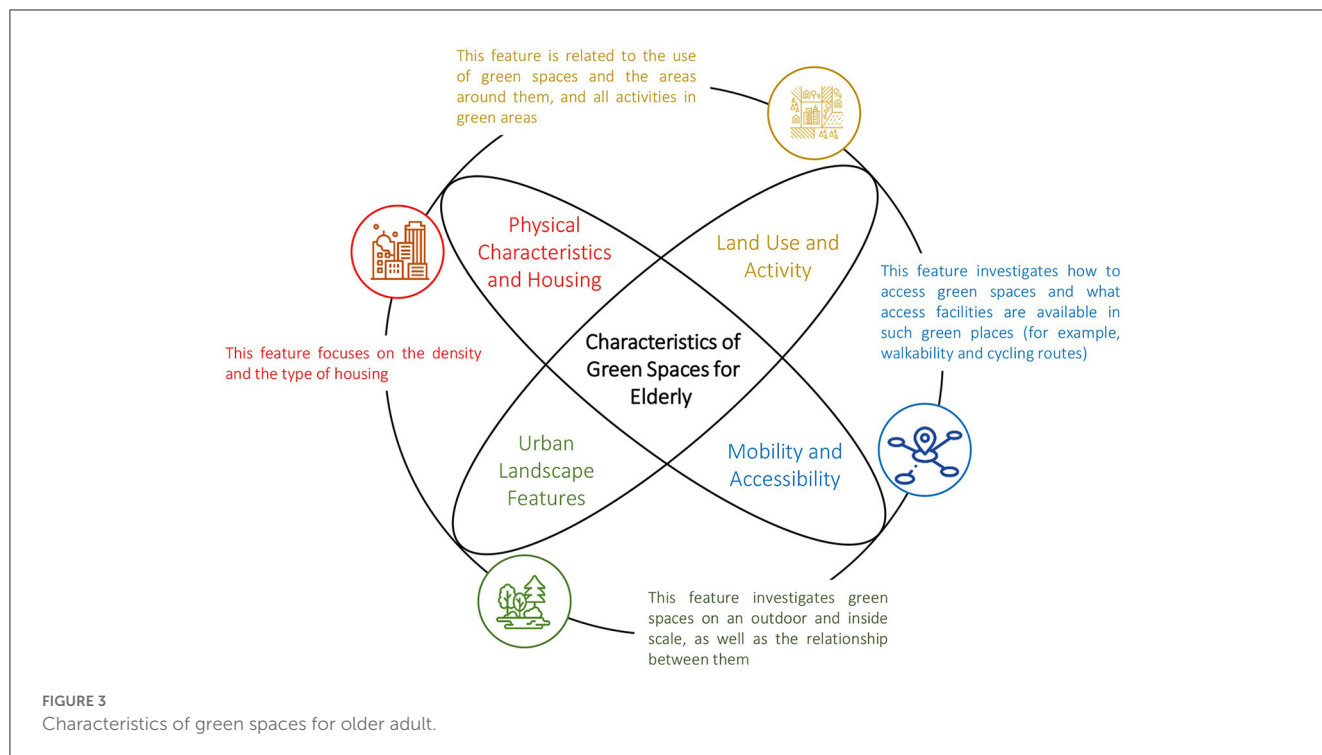 This feature is related to the use
of green spaces and the areas
around them, and all activities in
green areas
Physical
Characteristics
and Housing
Land Use and
Activity
This feature investigates how to
access green spaces and what
access facilities are available in
such green places (for example,
walkability and cycling routes)
This feature focuses on the density
and the type of housing
Characteristics of
Green Spaces for
Elderly
Urban
Landscape
Features
Mobility and
Accessibility
This feature investigates green
spaces on an outdoor and inside
scale, as well as the relationship
between them
FIGURE 3
Characteristics of green spaces for older adult.